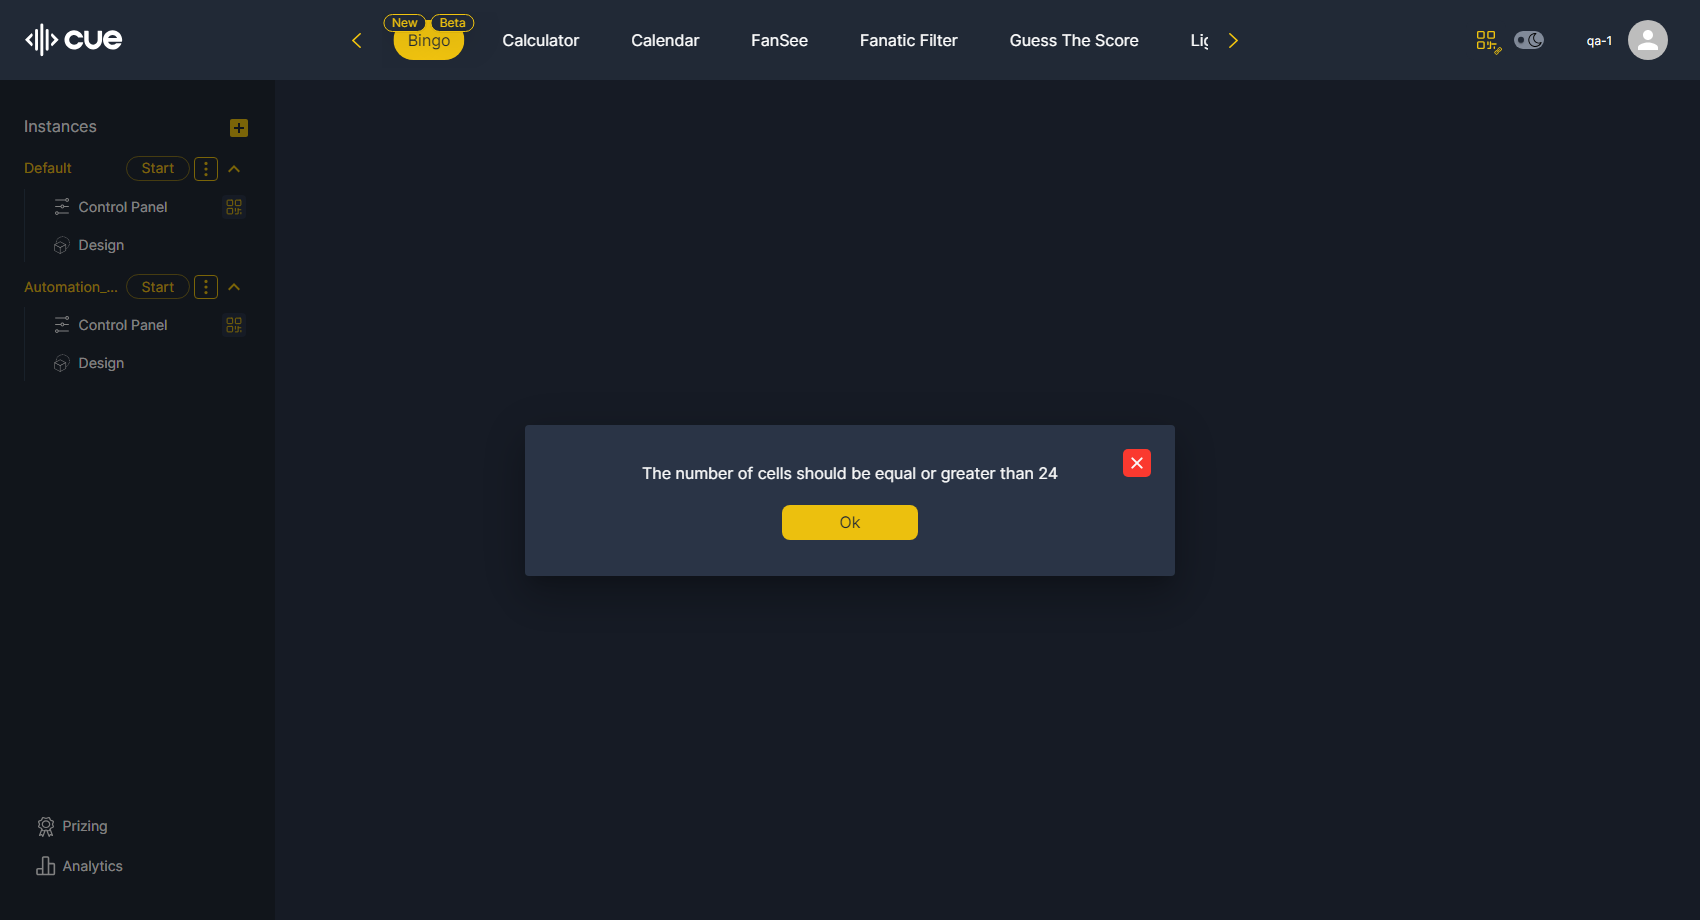 cue
New Beta
Bingo
Calculator
Calendar
FanSee
Fanatic Filter
Guess The Score
Lig
qa-1
Instances
Default
Start
Control Panel
Design
Automation_...
Start
Control Panel
Design
The number of cells should be equal or greater than 24
Ok
Prizing
Analytics